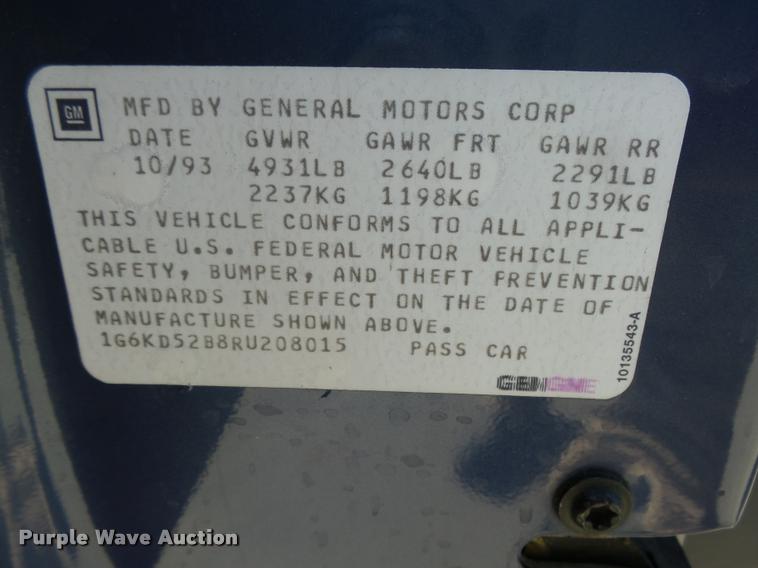 GM
MFD BY GENERAL MOTORS CORP
DATE GVWR GAWR FRT GAWR RR
10/93 4931LB 2640LB 2291LB
2237KG 1198KG 1039KG
THIS VEHICLE CONFORMS TO ALL APPLI-
CABLE U.S. FEDERAL MOTOR VEHICLE
SAFETY, BUMPER, AND THEFT PREVENTION
STANDARDS IN EFFECT ON THE DATE OF
MANUFACTURE SHOWN ABOVE.
1G6KD52B8RU208015 PASS CAR
10135543-A
Purple Wave Auction